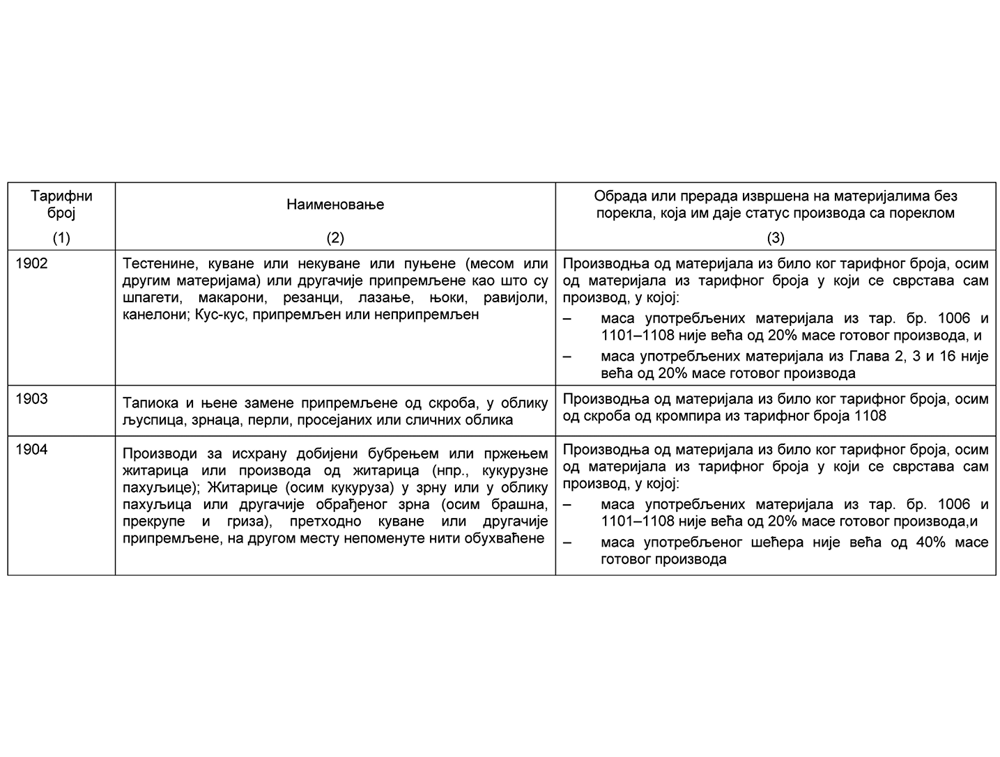 Тарифни
број
(1)
Наименовање
(2)
Обрада или прерада извршена на материјалима без
порекла, која им даје статус производа са пореклом
(3)
1902
Тестенине, куване или некуване или пуњене (месом или
другим материјама) или другачије припремљене као што су
шпагети, макарони, резанци, лазање, њоки, равијоли,
канелони; Кус-кус, припремљен или неприпремљен
Производња од материјала из било ког тарифног броја, осим
од материјала из тарифног броја у који се сврстава сам
производ, у којој:
– маса употребљених материјала из тар. бр. 1006 и
1101–1108 није већа од 20% масе готовог производа, и
– маса употребљених материјала из Глава 2, 3 и 16 није
већа од 20% масе готовог производа
1903
Тапиока и њене замене припремљене од скроба, у облику
љуспица, зрнаца, перли, просејаних или сличних облика
Производња од материјала из било ког тарифног броја, осим
од скроба од кромпира из тарифног броја 1108
1904
Производи за исхрану добијени бубрењем или пржењем
житарица или производа од житарица (нпр., кукурузне
пахуљице); Житарице (осим кукуруза) у зрну или у облику
пахуљица или другачије обрађеног зрна (осим брашна,
прекрупе и гриза), претходно куване или другачије
припремљене, на другом месту непоменуте нити обухваћене
Производња од материјала из било ког тарифног броја, осим
од материјала из тарифног броја у који се сврстава сам
производ, у којој:
– маса употребљених материјала из тар. бр. 1006 и
1101–1108 није већа од 20% масе готовог производа,и
– маса употребљеног шећера није већа од 40% масе
готовог производа